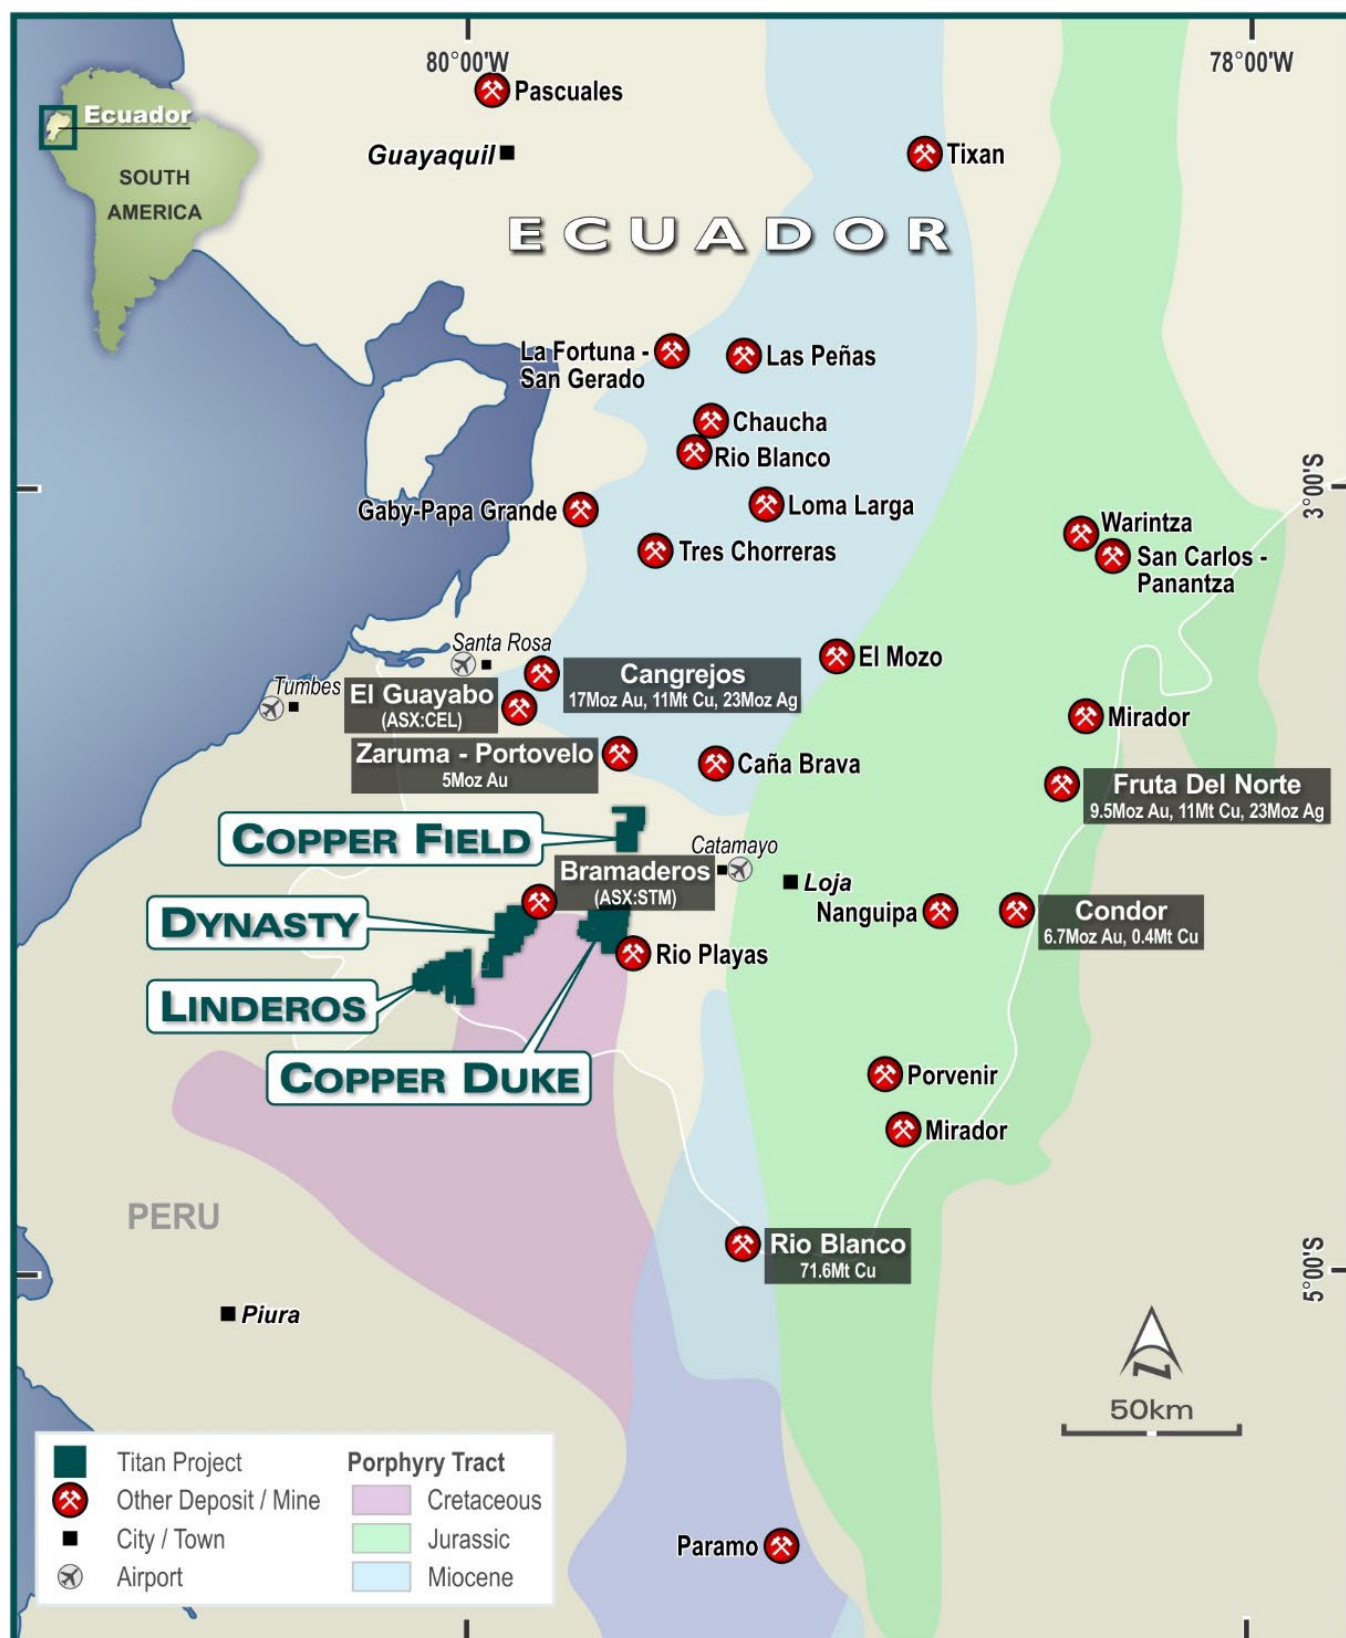 80°00'W
78°00'W
Pascuales
Ecuador
SOUTH
AMERICA
Guayaquil
Tixan
ECUADOR
La Fortuna -
San Gerado
Las Peñas
Chaucha
Rio Blanco
3°00'S
Gaby-Papa Grande
Loma Larga
Tres Chorreras
Warintza
San Carlos -
Panantza
Santa Rosa
El Mozo
Cangrejos
17Moz Au, 11Mt Cu, 23Moz Ag
Tumbes
El Guayabo
(ASX:CEL)
Mirador
Zaruma - Portovelo
5Moz Au
Caña Brava
Fruta Del Norte
9.5Moz Au, 11Mt Cu, 23Moz Ag
COPPER FIELD
Catamayo
Bramaderos
(ASX:STM)
Loja
Nanguipa
Condor
6.7Moz Au, 0.4Mt Cu
DYNASTY
Rio Playas
LINDEROS
COPPER DUKE
Porvenir
Mirador
PERU
Rio Blanco
71.6Mt Cu
5°00'S
Piura
N
50km
Titan Project
Other Deposit / Mine
City / Town
Airport
Porphyry Tract
Cretaceous
Jurassic
Miocene
Paramo